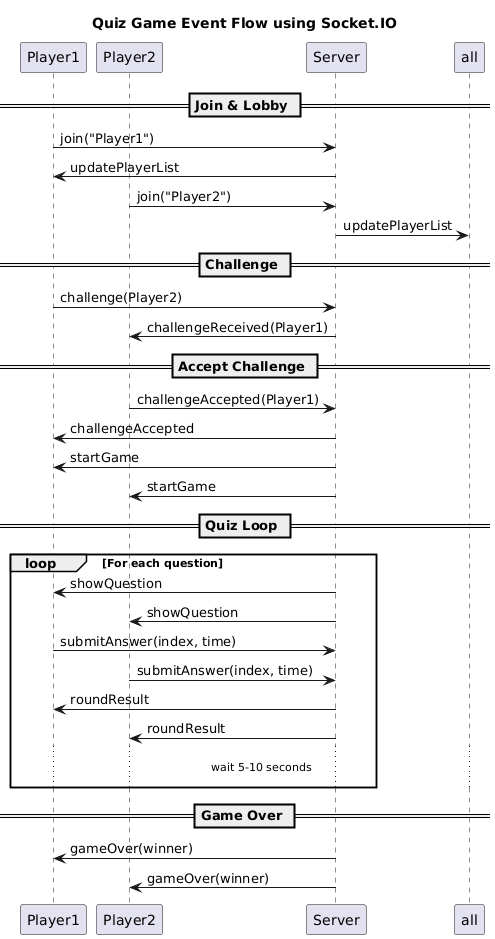 Quiz Game Event Flow using Socket.IO
Player1 Player2 Server all
Join & Lobby
join("Player1")
updatePlayerList
join("Player2")
updatePlayerList
Challenge
challenge(Player2)
challengeReceived(Player1)
Accept Challenge
challengeAccepted(Player1)
challengeAccepted
startGame
startGame
Quiz Loop
loop [For each question]
showQuestion
showQuestion
submitAnswer(index, time)
submitAnswer(index, time)
roundResult
roundResult
wait 5-10 seconds
Game Over
gameOver(winner)
gameOver(winner)
Player1 Player2 Server all